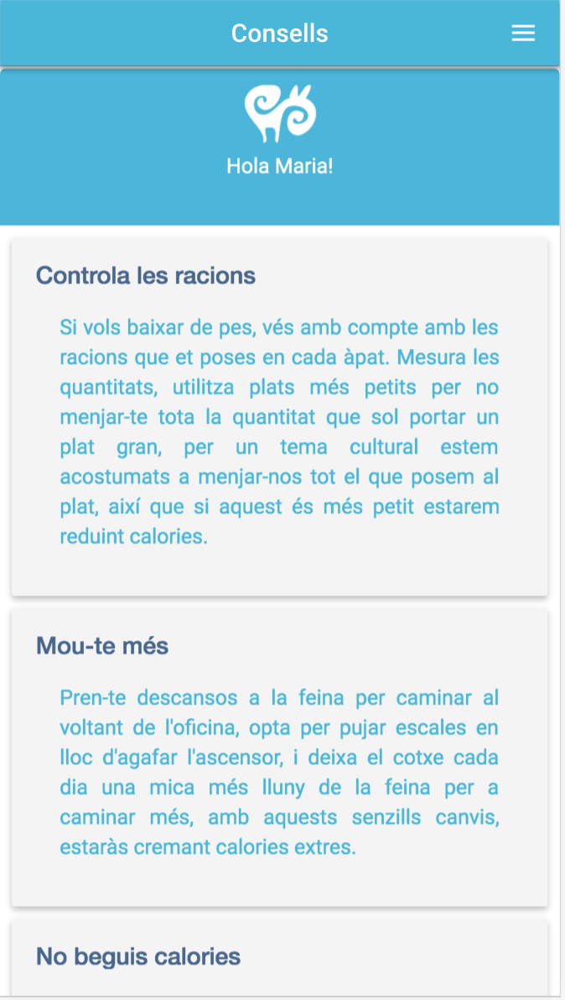 Consells
Hola Maria!
Controla les racions
Si vols baixar de pes, vés amb compte amb les
racions que et poses en cada àpat. Mesura les
quantitats, utilitza plats més petits per no
menjar-te tota la quantitat que sol portar un
plat gran, per un tema cultural estem
acostumats a menjar-nos tot el que posem al
plat, així que si aquest és més petit estarem
reduint calories.
Mou-te més
Pren-te descansos a la feina per caminar al
voltant de l'oficina, opta per pujar escales en
lloc d'agafar l'ascensor, i deixa el cotxe cada
dia una mica més lluny de la feina per a
caminar més, amb aquests senzills canvis,
estaràs cremant calories extres.
No beguis calories